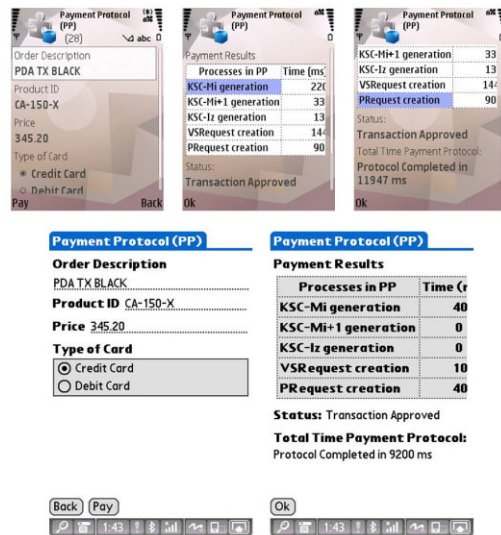 Payment Protocol
(PP)
(28)
abc
Order Description
PDA TX BLACK
Product ID
CA-150-X
Price
345.20
Type of Card
Credit Card
Debit Card
Pay
Back
Payment Protocol
(PP)
Payment Results
Processes in PP Time (ms
KSC-Mi generation 220
KSC-Mi+1 generation 33
KSC-Iz generation 13
VSRequest creation 144
PRequest creation 90
Status:
Transaction Approved
Ok
Payment Protocol
(PP)
KSC-Mi+1 generation 33
KSC-Iz generation 13
VSRequest creation 144
PRequest creation 90
Status:
Transaction Approved
Total Time Payment Protocol:
Protocol Completed in
11947 ms
Ok
Payment Protocol (PP)
Order Description
PDA TX BLACK
Product ID CA-150-X
Price 345.20
Type of Card
Credit Card
Debit Card
Back Pay
1:43
Payment Protocol (PP)
Payment Results
Processes in PP Time (r
KSC-Mi generation 40
KSC-Mi+1 generation 0
KSC-Iz generation 0
VSRequest creation 10
PRequest creation 40
Status: Transaction Approved
Total Time Payment Protocol:
Protocol Completed in 9200 ms
Ok
1:43